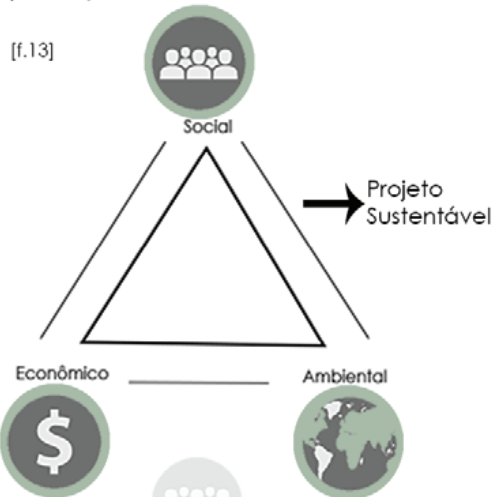 [f.13]
Social
Projeto
Sustentável
Econômico
Ambiental
$